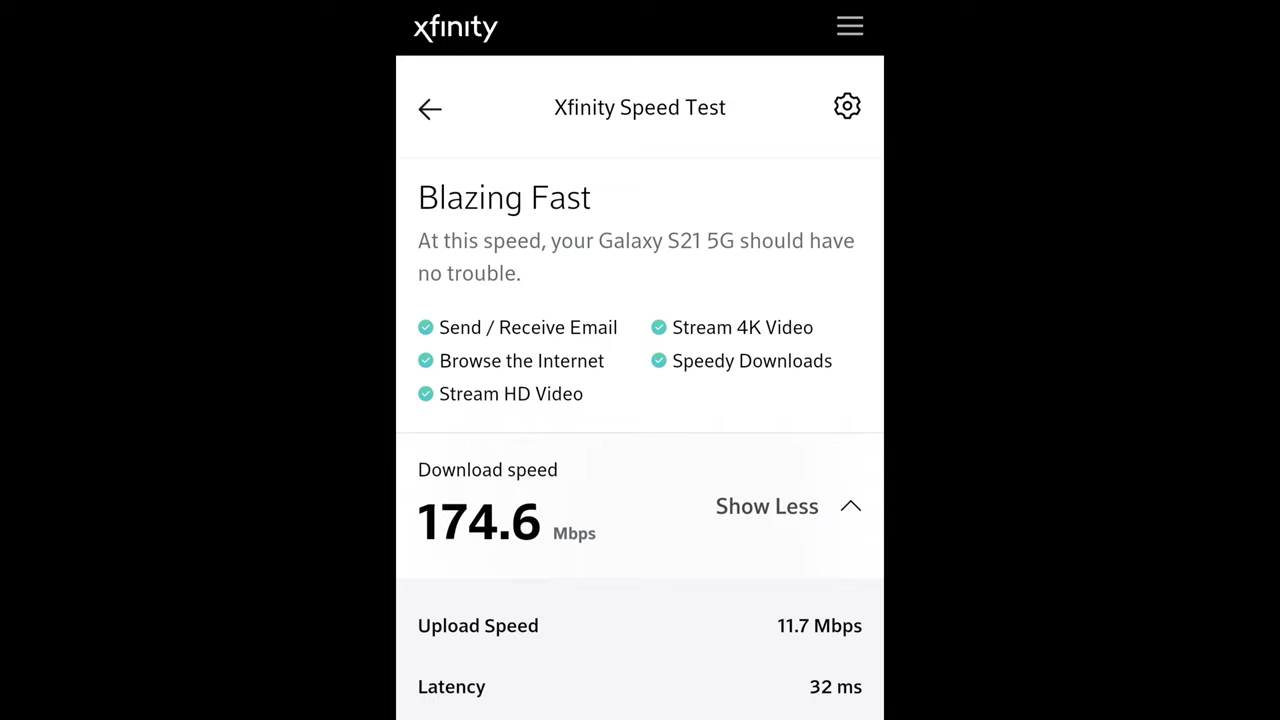 xfinity
Xfinity Speed Test
Blazing Fast
At this speed, your Galaxy S21 5G should have
no trouble.
Send / Receive Email
Stream 4K Video
Browse the Internet
Speedy Downloads
Stream HD Video
Download speed
174.6 Mbps
Show Less
Upload Speed 11.7 Mbps
Latency 32 ms